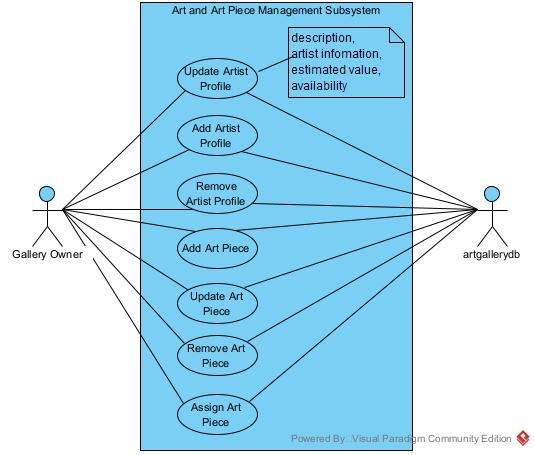 Art and Art Piece Management Subsystem
description,
artist infomation,
estimated value,
availability
Update Artist
Profile
Add Artist
Profile
Remove
Artist Profile
Add Art Piece
Update Art
Piece
Remove Art
Piece
Assign Art
Piece
Gallery Owner
artgallerydb
Powered By: Visual Paradigm Community Edition